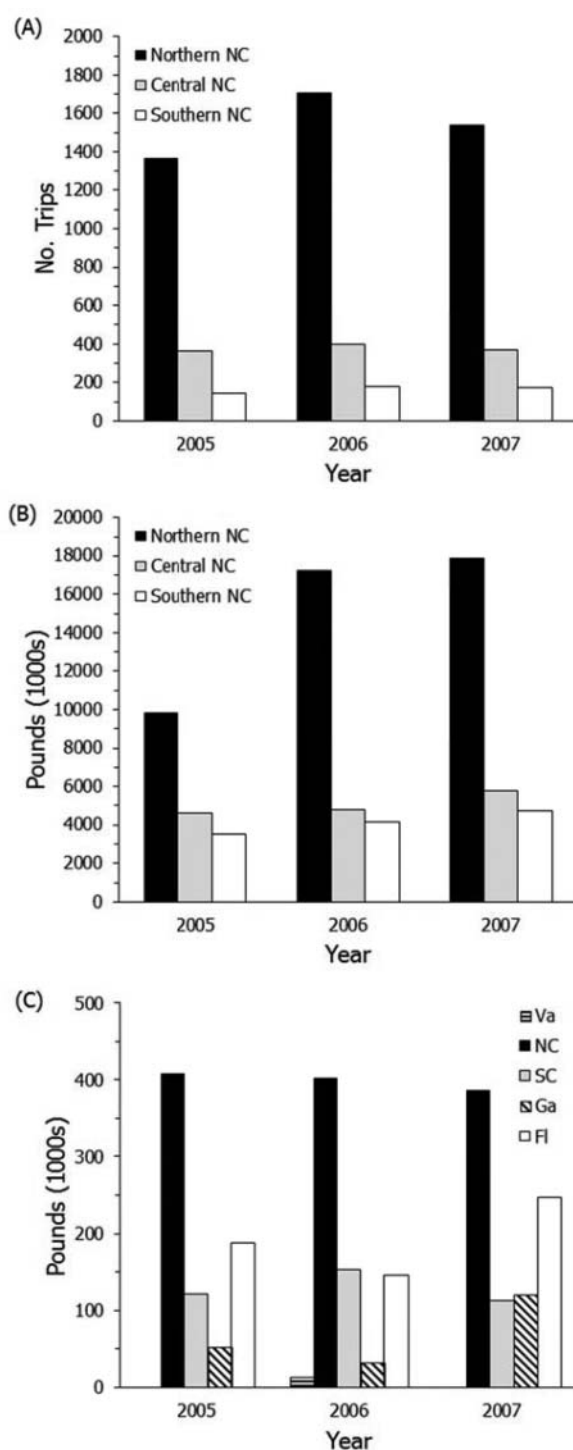 (A)
2000
1800
1600
1400
1200
1000
800
600
400
200
0
No. Trips
Northern NC
Central NC
Southern NC
2005 2006 2007
Year
(B)
20000
18000
16000
14000
12000
10000
8000
6000
4000
2000
0
Pounds (1000s)
Northern NC
Central NC
Southern NC
2005 2006 2007
Year
(C)
500
400
300
200
100
0
Pounds (1000s)
Va
NC
SC
Ga
Fl
2005 2006 2007
Year